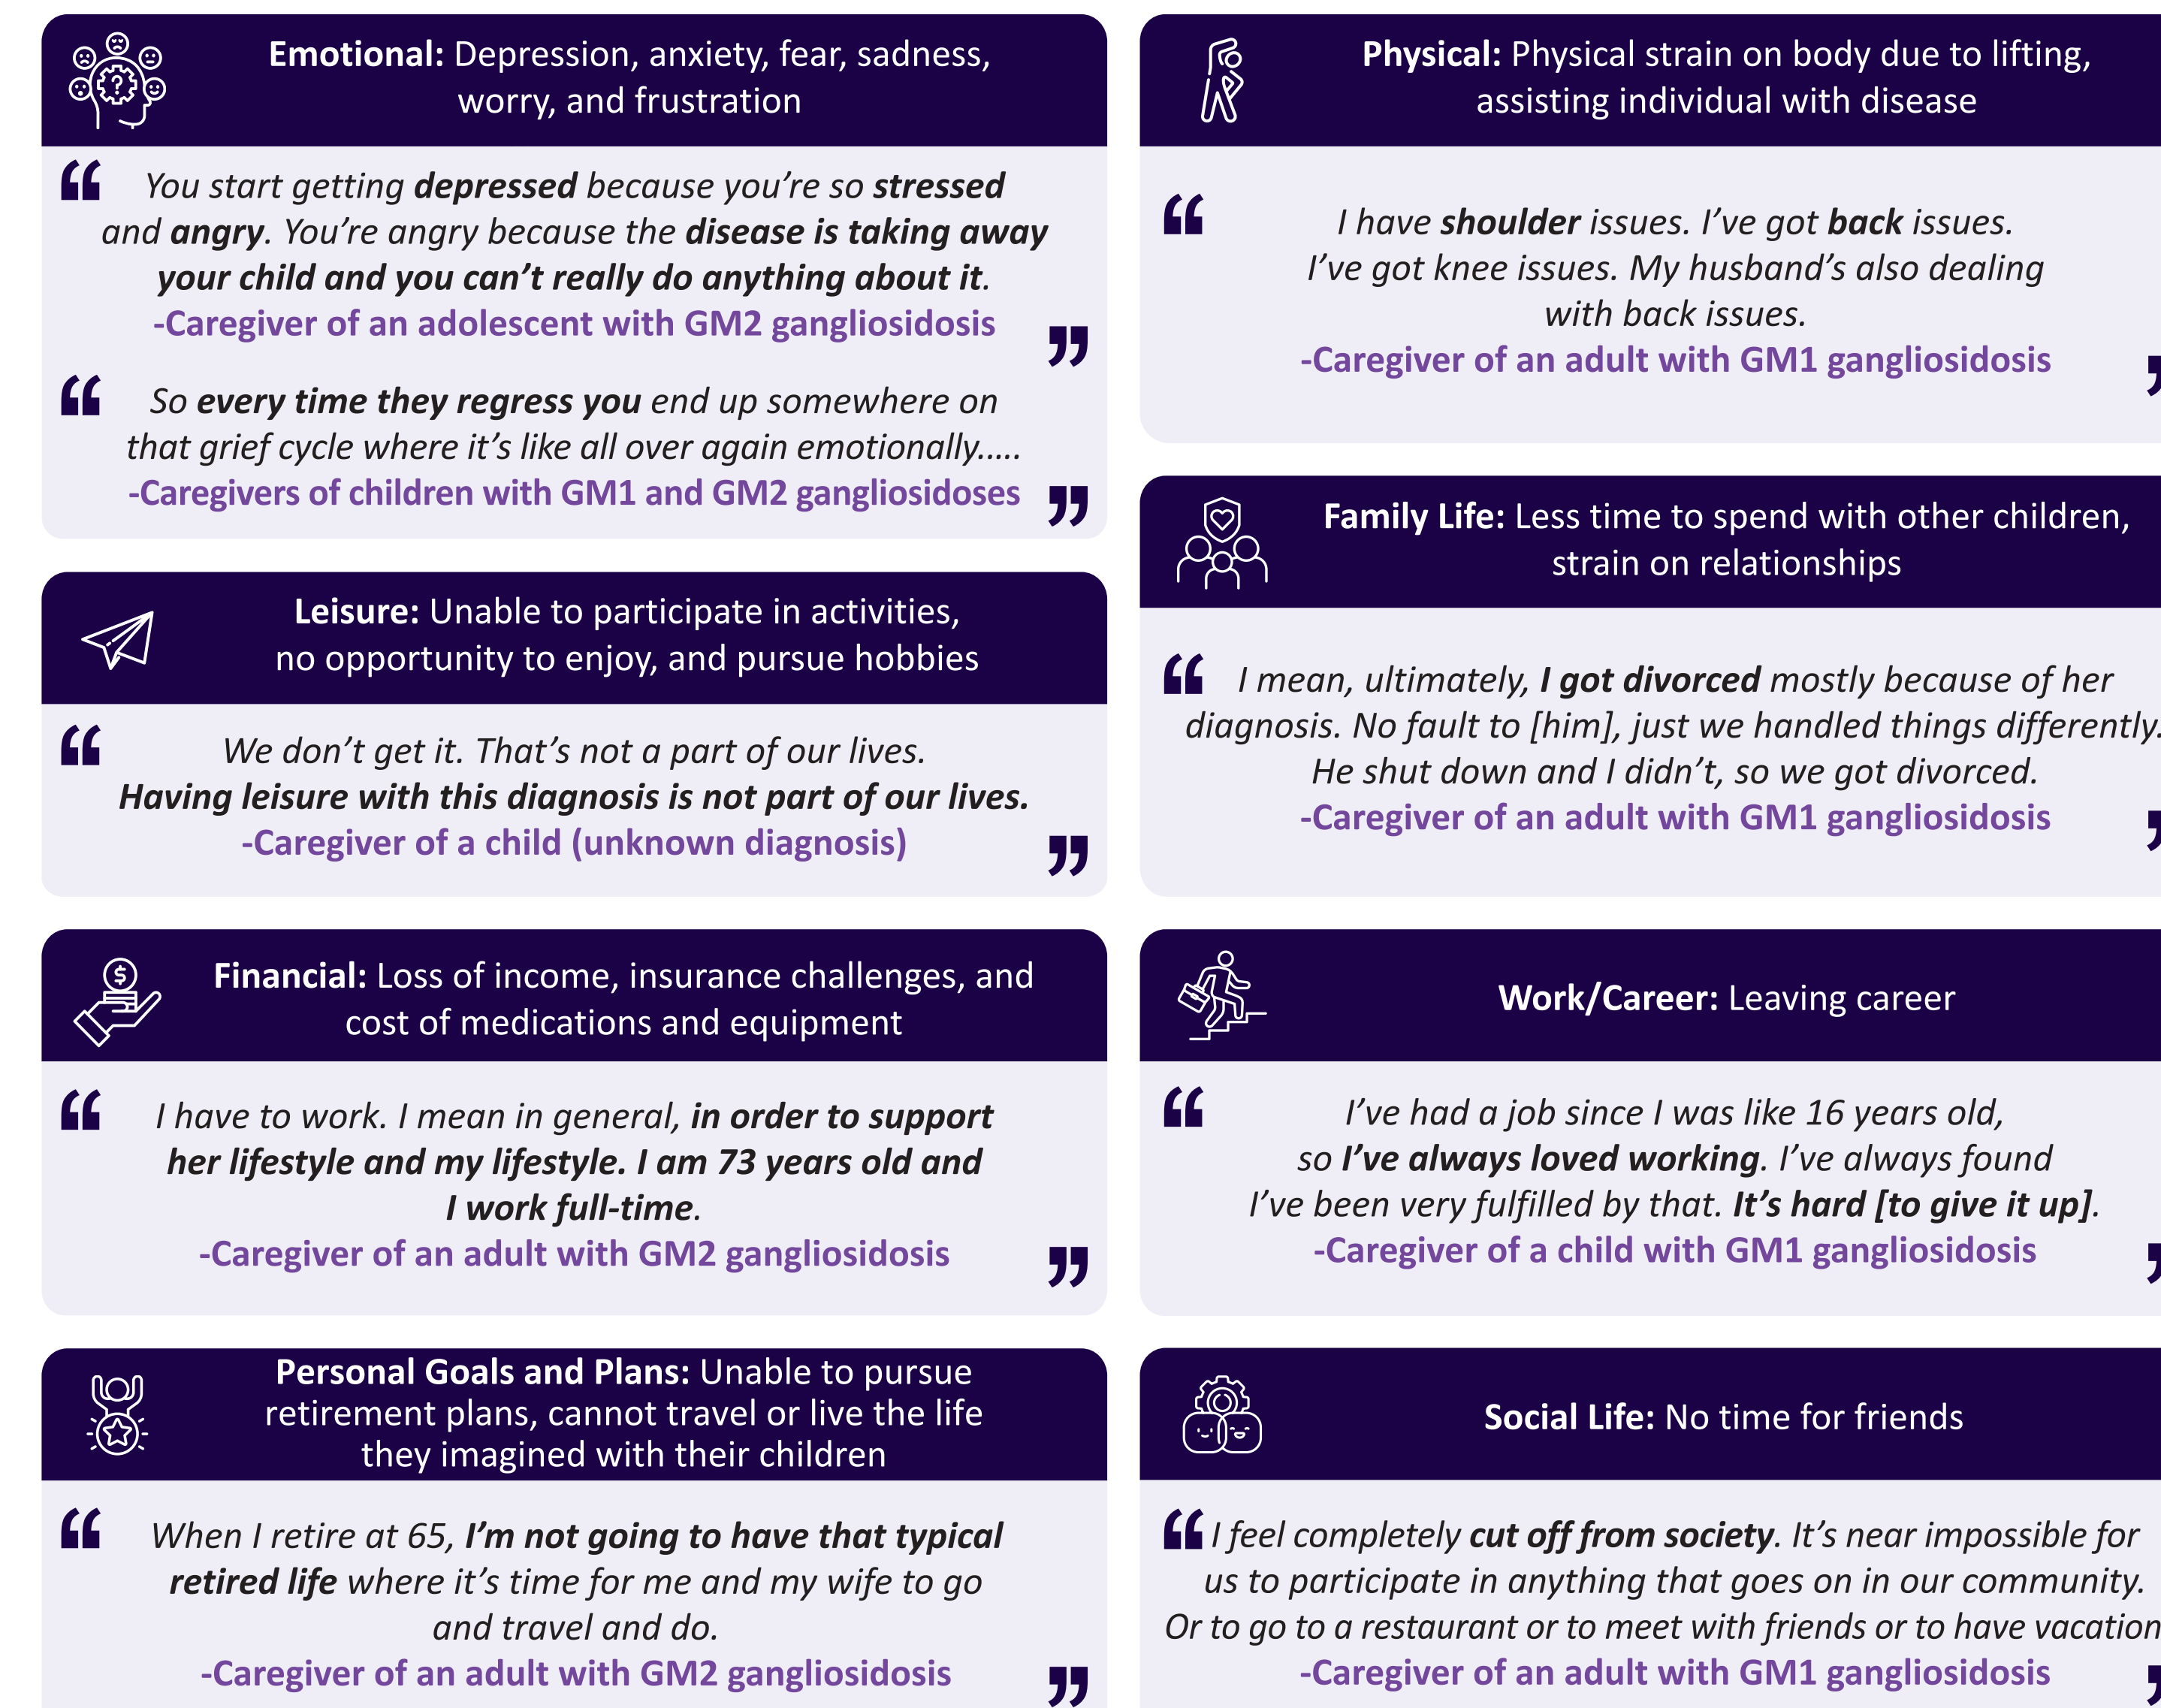 Emotional: Depression, anxiety, fear, sadness,
worry, and frustration
“ You start getting depressed because you’re so stressed
and angry. You’re angry because the disease is taking away
your child and you can’t really do anything about it.
-Caregiver of an adolescent with GM2 gangliosidosis ”
“ So every time they regress you end up somewhere on
that grief cycle where it’s like all over again emotionally.....
-Caregivers of children with GM1 and GM2 gangliosidoses ”
Leisure: Unable to participate in activities,
no opportunity to enjoy, and pursue hobbies
“ We don’t get it. That’s not a part of our lives.
Having leisure with this diagnosis is not part of our lives.
-Caregiver of a child (unknown diagnosis) ”
Financial: Loss of income, insurance challenges, and
cost of medications and equipment
“ I have to work. I mean in general, in order to support
her lifestyle and my lifestyle. I am 73 years old and
I work full-time.
-Caregiver of an adult with GM2 gangliosidosis ”
Personal Goals and Plans: Unable to pursue
retirement plans, cannot travel or live the life
they imagined with their children
“ When I retire at 65, I’m not going to have that typical
retired life where it’s time for me and my wife to go
and travel and do.
-Caregiver of an adult with GM2 gangliosidosis ”
Physical: Physical strain on body due to lifting,
assisting individual with disease
“ I have shoulder issues. I’ve got back issues.
I’ve got knee issues. My husband’s also dealing
with back issues.
-Caregiver of an adult with GM1 gangliosidosis ”
Family Life: Less time to spend with other children,
strain on relationships
“ I mean, ultimately, I got divorced mostly because of her
diagnosis. No fault to [him], just we handled things differently.
He shut down and I didn’t, so we got divorced.
-Caregiver of an adult with GM1 gangliosidosis ”
Work/Career: Leaving career
“ I’ve had a job since I was like 16 years old,
so I’ve always loved working. I’ve always found
I’ve been very fulfilled by that. It’s hard [to give it up].
-Caregiver of a child with GM1 gangliosidosis ”
Social Life: No time for friends
“ I feel completely cut off from society. It’s near impossible for
us to participate in anything that goes on in our community.
Or to go to a restaurant or to meet with friends or to have vacation
-Caregiver of an adult with GM1 gangliosidosis ”